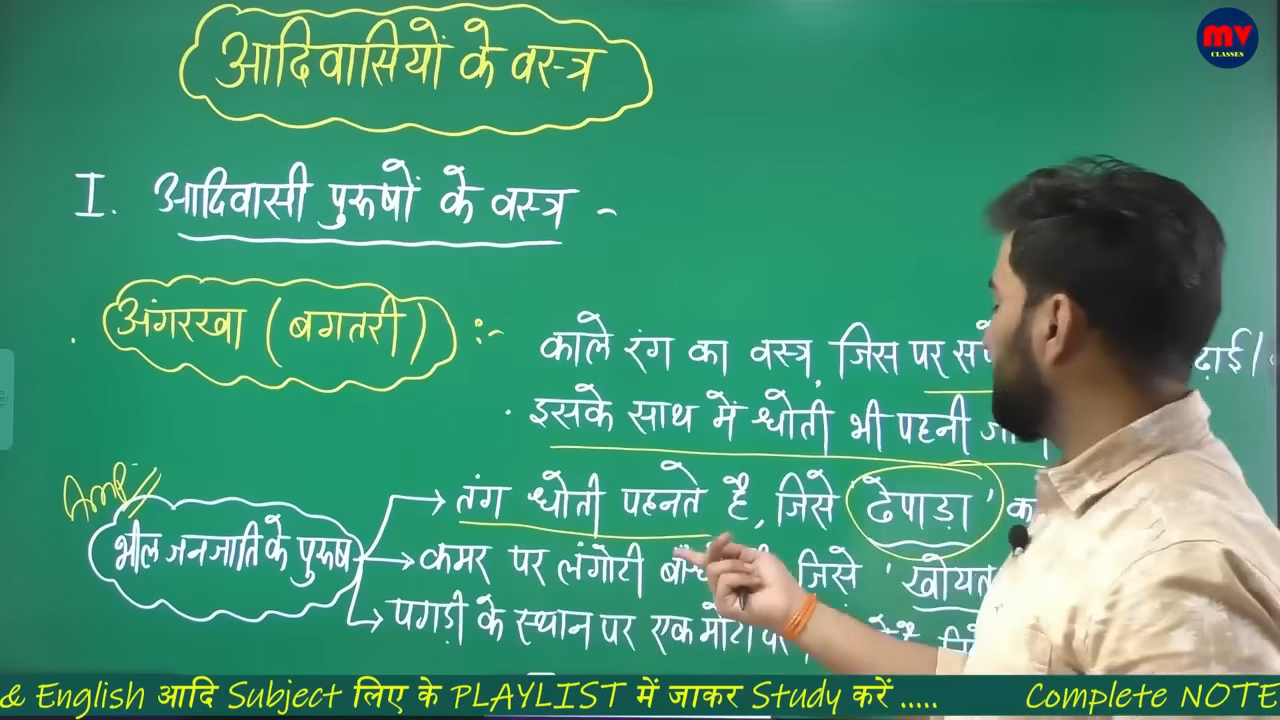 mv
CLASSES
आदिवासियों के वस्त्र
I. आदिवासी पुरूषों के वस्त्र -
अंगरखा (बगतरी) :-
काले रंग का वस्त्र, जिस पर
इसके साथ में धोती भी पहनी
Imp.
भील जनजाति के पुरूष
तंग धोती पहनते है, जिसे 'ढेपाड़ा'
कमर पर लंगोटी जिसे 'खोयत
पगड़ी के स्थान पर एक मोटा
& English आदि Subject लिए के PLAYLIST में जाकर Study करें ..... Complete NOTE